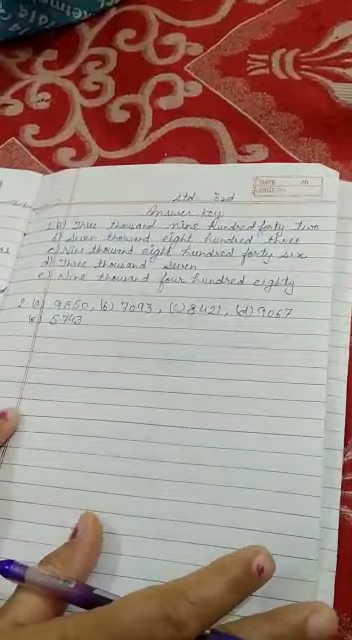 Std 3rd
DATE
Answer key
1. b) Three thousand nine hundred forty two
b) Seven thousand eight hundred three
c) Nine thousand eight hundred forty six
d) Three thousand seven
e) Nine thousand four hundred eighty
2. (a) 9850, (b) 7093, (c) 8421, (d) 9067
(e) 5743